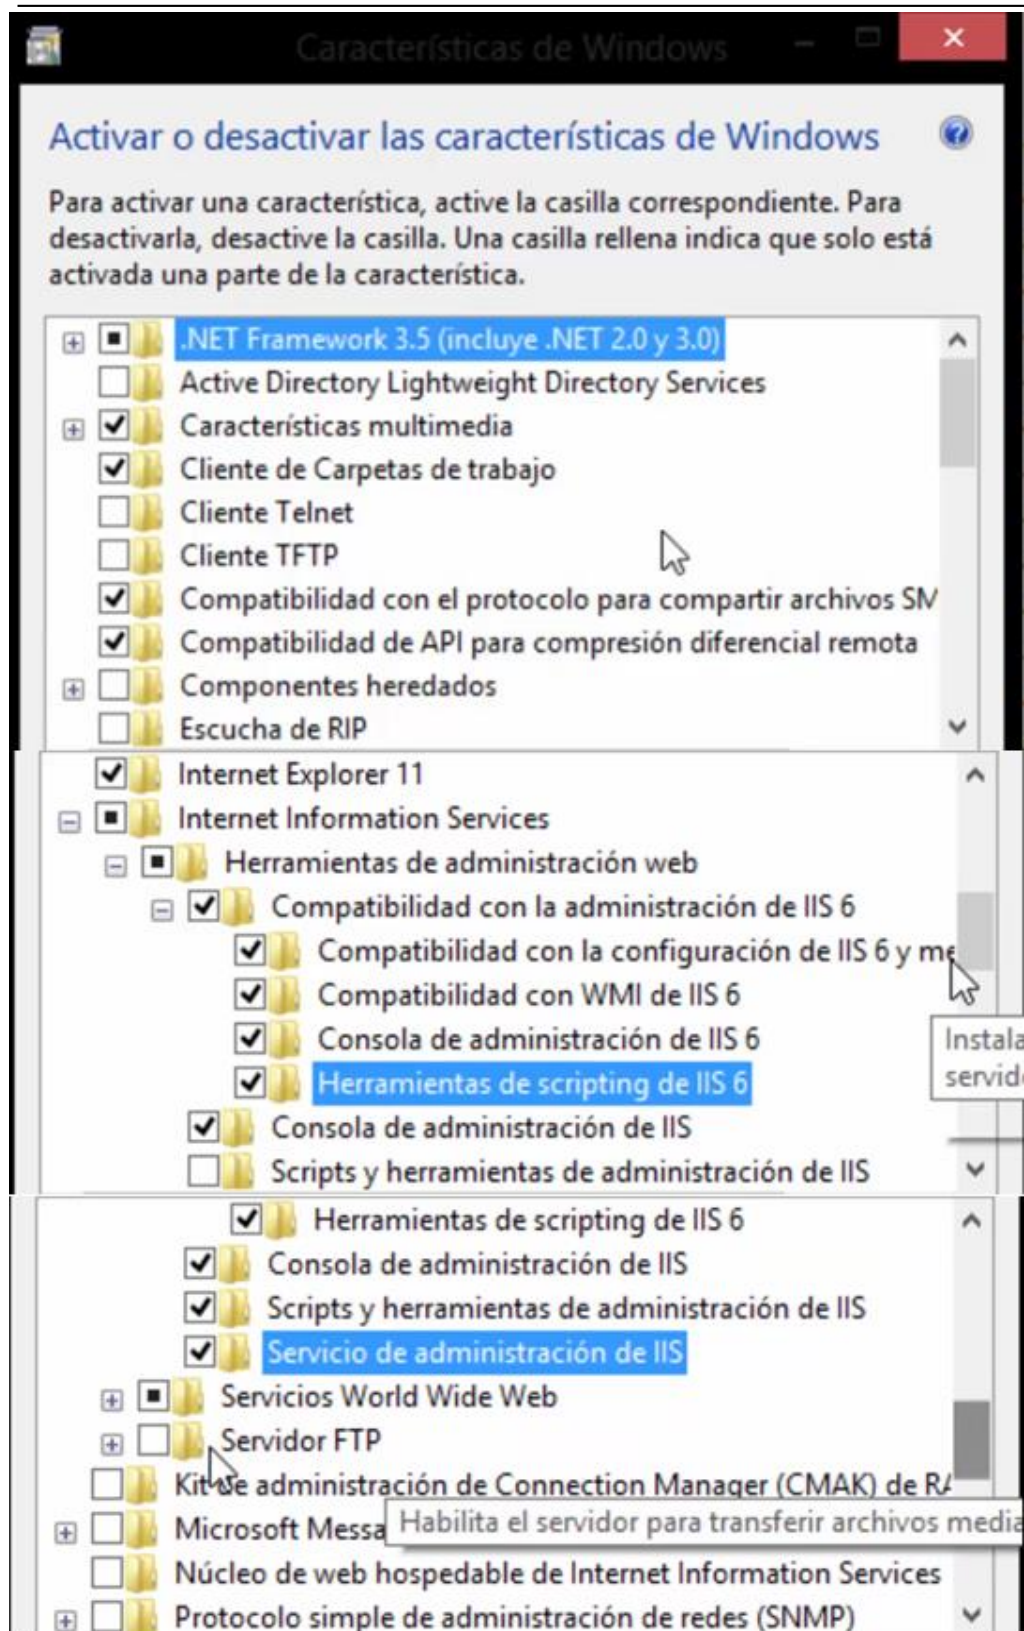 Características de Windows
Activar o desactivar las características de Windows
Para activar una característica, active la casilla correspondiente. Para
desactivarla, desactive la casilla. Una casilla rellena indica que solo está
activada una parte de la característica.
.NET Framework 3.5 (incluye .NET 2.0 y 3.0)
Active Directory Lightweight Directory Services
Características multimedia
Cliente de Carpetas de trabajo
Cliente Telnet
Cliente TFTP
Compatibilidad con el protocolo para compartir archivos SM
Compatibilidad de API para compresión diferencial remota
Componentes heredados
Escucha de RIP
Internet Explorer 11
Internet Information Services
Herramientas de administración web
Compatibilidad con la administración de IIS 6
Compatibilidad con la configuración de IIS 6 y me
Compatibilidad con WMI de IIS 6
Consola de administración de IIS 6
Instala
Herramientas de scripting de IIS 6
servid
Consola de administración de IIS
Scripts y herramientas de administración de IIS
Herramientas de scripting de IIS 6
Consola de administración de IIS
Scripts y herramientas de administración de IIS
Servicio de administración de IIS
Servicios World Wide Web
Servidor FTP
Kit de administración de Connection Manager (CMAK) de RA
Microsoft Messa
Habilita el servidor para transferir archivos media
Núcleo de web hospedable de Internet Information Services
Protocolo simple de administración de redes (SNMP)